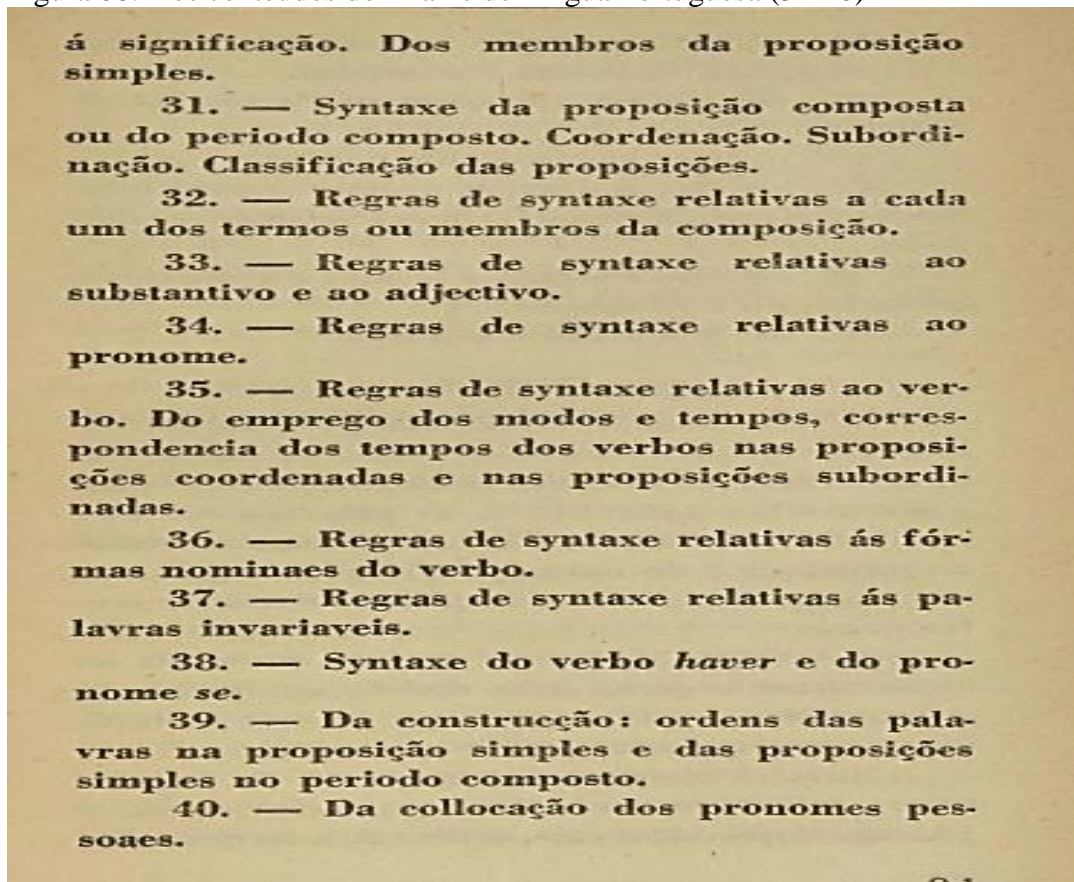 á significação. Dos membros da proposição
simples.
31. — Syntaxe da proposição composta
ou do periodo composto. Coordenação. Subordi-
nação. Classificação das proposições.
32. — Regras de syntaxe relativas a cada
um dos termos ou membros da composição.
33. — Regras de syntaxe relativas ao
substantivo e ao adjectivo.
34. — Regras de syntaxe relativas ao
pronome.
35. — Regras de syntaxe relativas ao ver-
bo. Do emprego dos modos e tempos, corres-
pondencia dos tempos dos verbos nas proposi-
ções coordenadas e nas proposições subordi-
nadas.
36. — Regras de syntaxe relativas ás fór-
mas nominaes do verbo.
37. — Regras de syntaxe relativas ás pa-
lavras invariaveis.
38. — Syntaxe do verbo haver e do pro-
nome se.
39. — Da construcção: ordens das pala-
vras na proposição simples e das proposições
simples no periodo composto.
40. — Da collocação dos pronomes pes-
soaes.